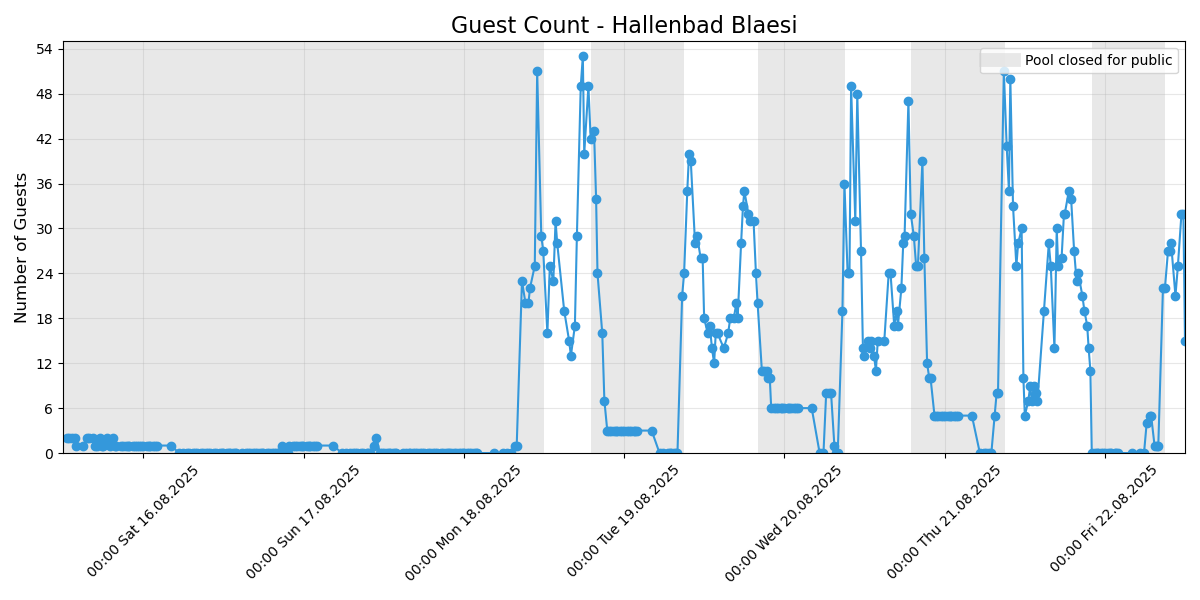 Guest Count - Hallenbad Blaesi
Pool closed for public
Number of Guests
54
48
42
36
30
24
18
12
6
0
00:00 Sat 16.08.2025
00:00 Sun 17.08.2025
00:00 Mon 18.08.2025
00:00 Tue 19.08.2025
00:00 Wed 20.08.2025
00:00 Thu 21.08.2025
00:00 Fri 22.08.2025